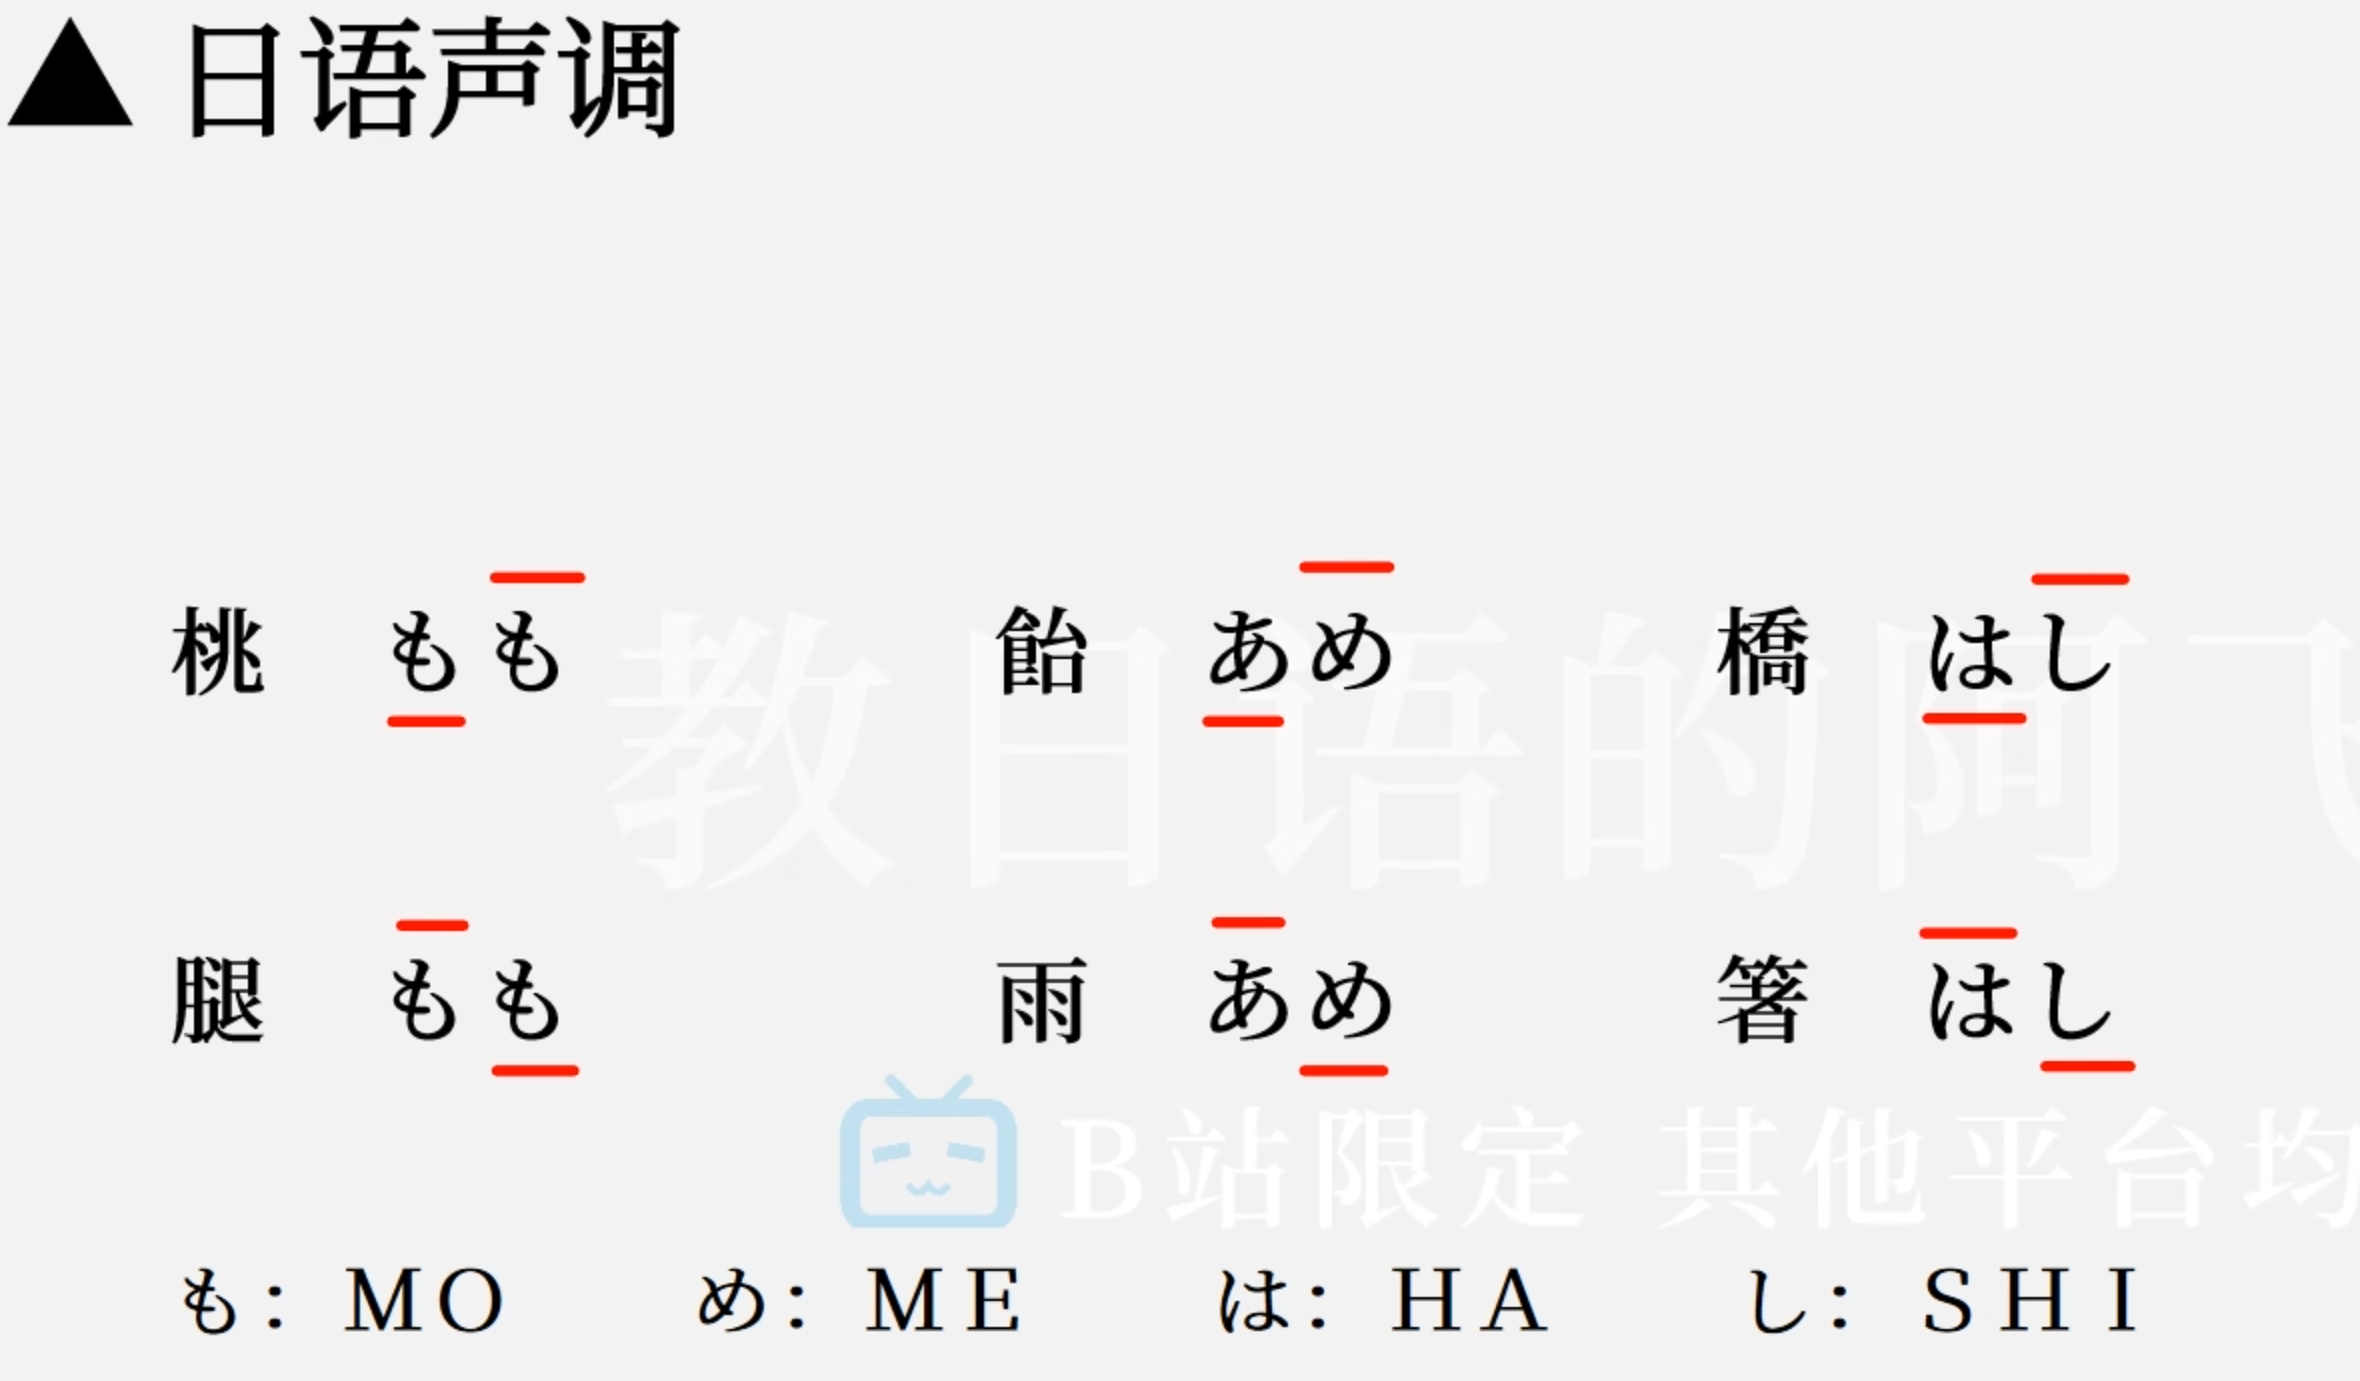 ▲ 日语声调
桃 もも 飴 あめ 橋 はし
教日语的阿飞
腿 もも 雨 あめ 箸 はし
B站限定 其他平台均
も：MO め：ME は：HA し：SHI